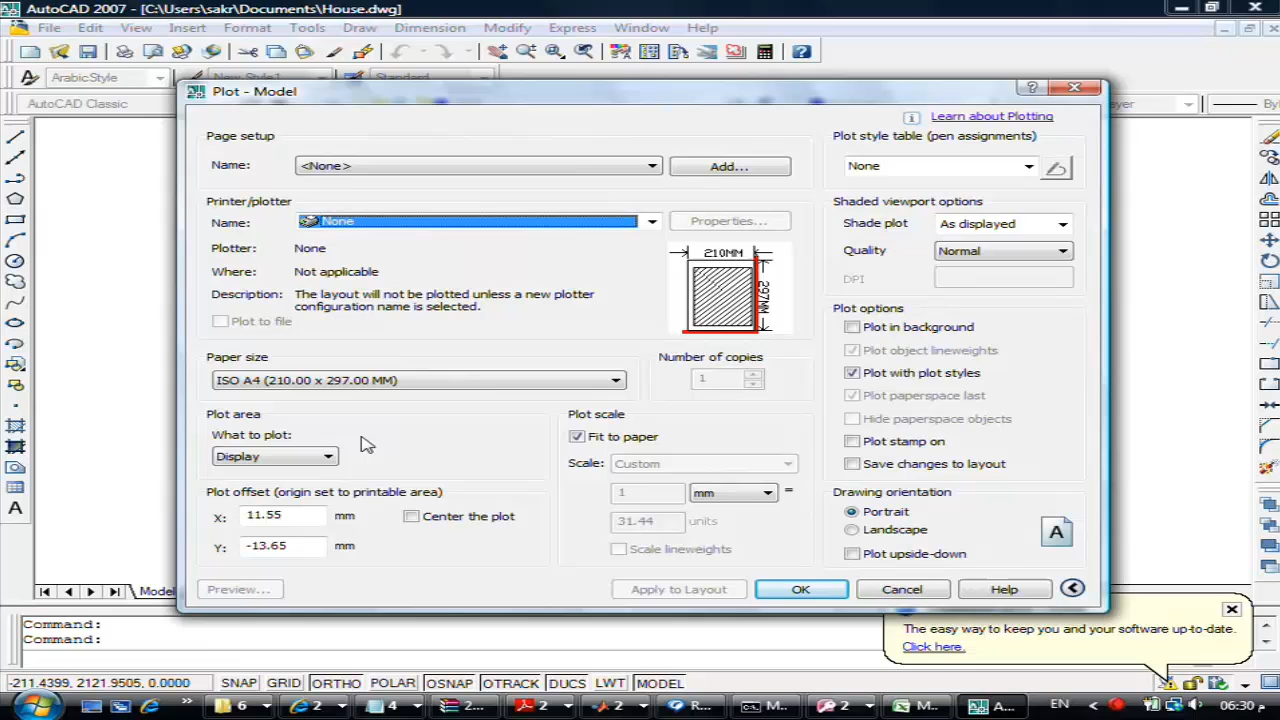 AutoCAD 2007 - [C:\Users\sakr\Documents\House.dwg]
File Edit View Insert Format Tools Draw Dimension Modify Express Window Help
ArabicStyle New Style1 Standard
AutoCAD Classic
Plot - Model
Learn about Plotting
Page setup
Name: <None> Add...
Plot style table (pen assignments)
None
Printer/plotter
Name: None Properties...
Plotter: None
Where: Not applicable
Description: The layout will not be plotted unless a new plotter
configuration name is selected.
Plot to file
210MM
297MM
Shaded viewport options
Shade plot As displayed
Quality Normal
DPI
Paper size
ISO A4 (210.00 x 297.00 MM)
Number of copies
1
Plot area
What to plot:
Display
Plot scale
Fit to paper
Scale: Custom
1 mm =
31.44 units
Scale lineweights
Plot offset (origin set to printable area)
X: 11.55 mm Center the plot
Y: -13.65 mm
Plot options
Plot in background
Plot object lineweights
Plot with plot styles
Plot paperspace last
Hide paperspace objects
Plot stamp on
Save changes to layout
Drawing orientation
Portrait
Landscape
Plot upside-down
A
Preview... Apply to Layout OK Cancel Help
A
Model
Command:
Command:
The easy way to keep you and your software up-to-date.
Click here.
-211.4399, 2121.9505, 0.0000 SNAP GRID ORTHO POLAR OSNAP OTRACK DUCS LWT MODEL
6 2 4 2... 2 2 R... M... 2 M... A... EN 06:30 م